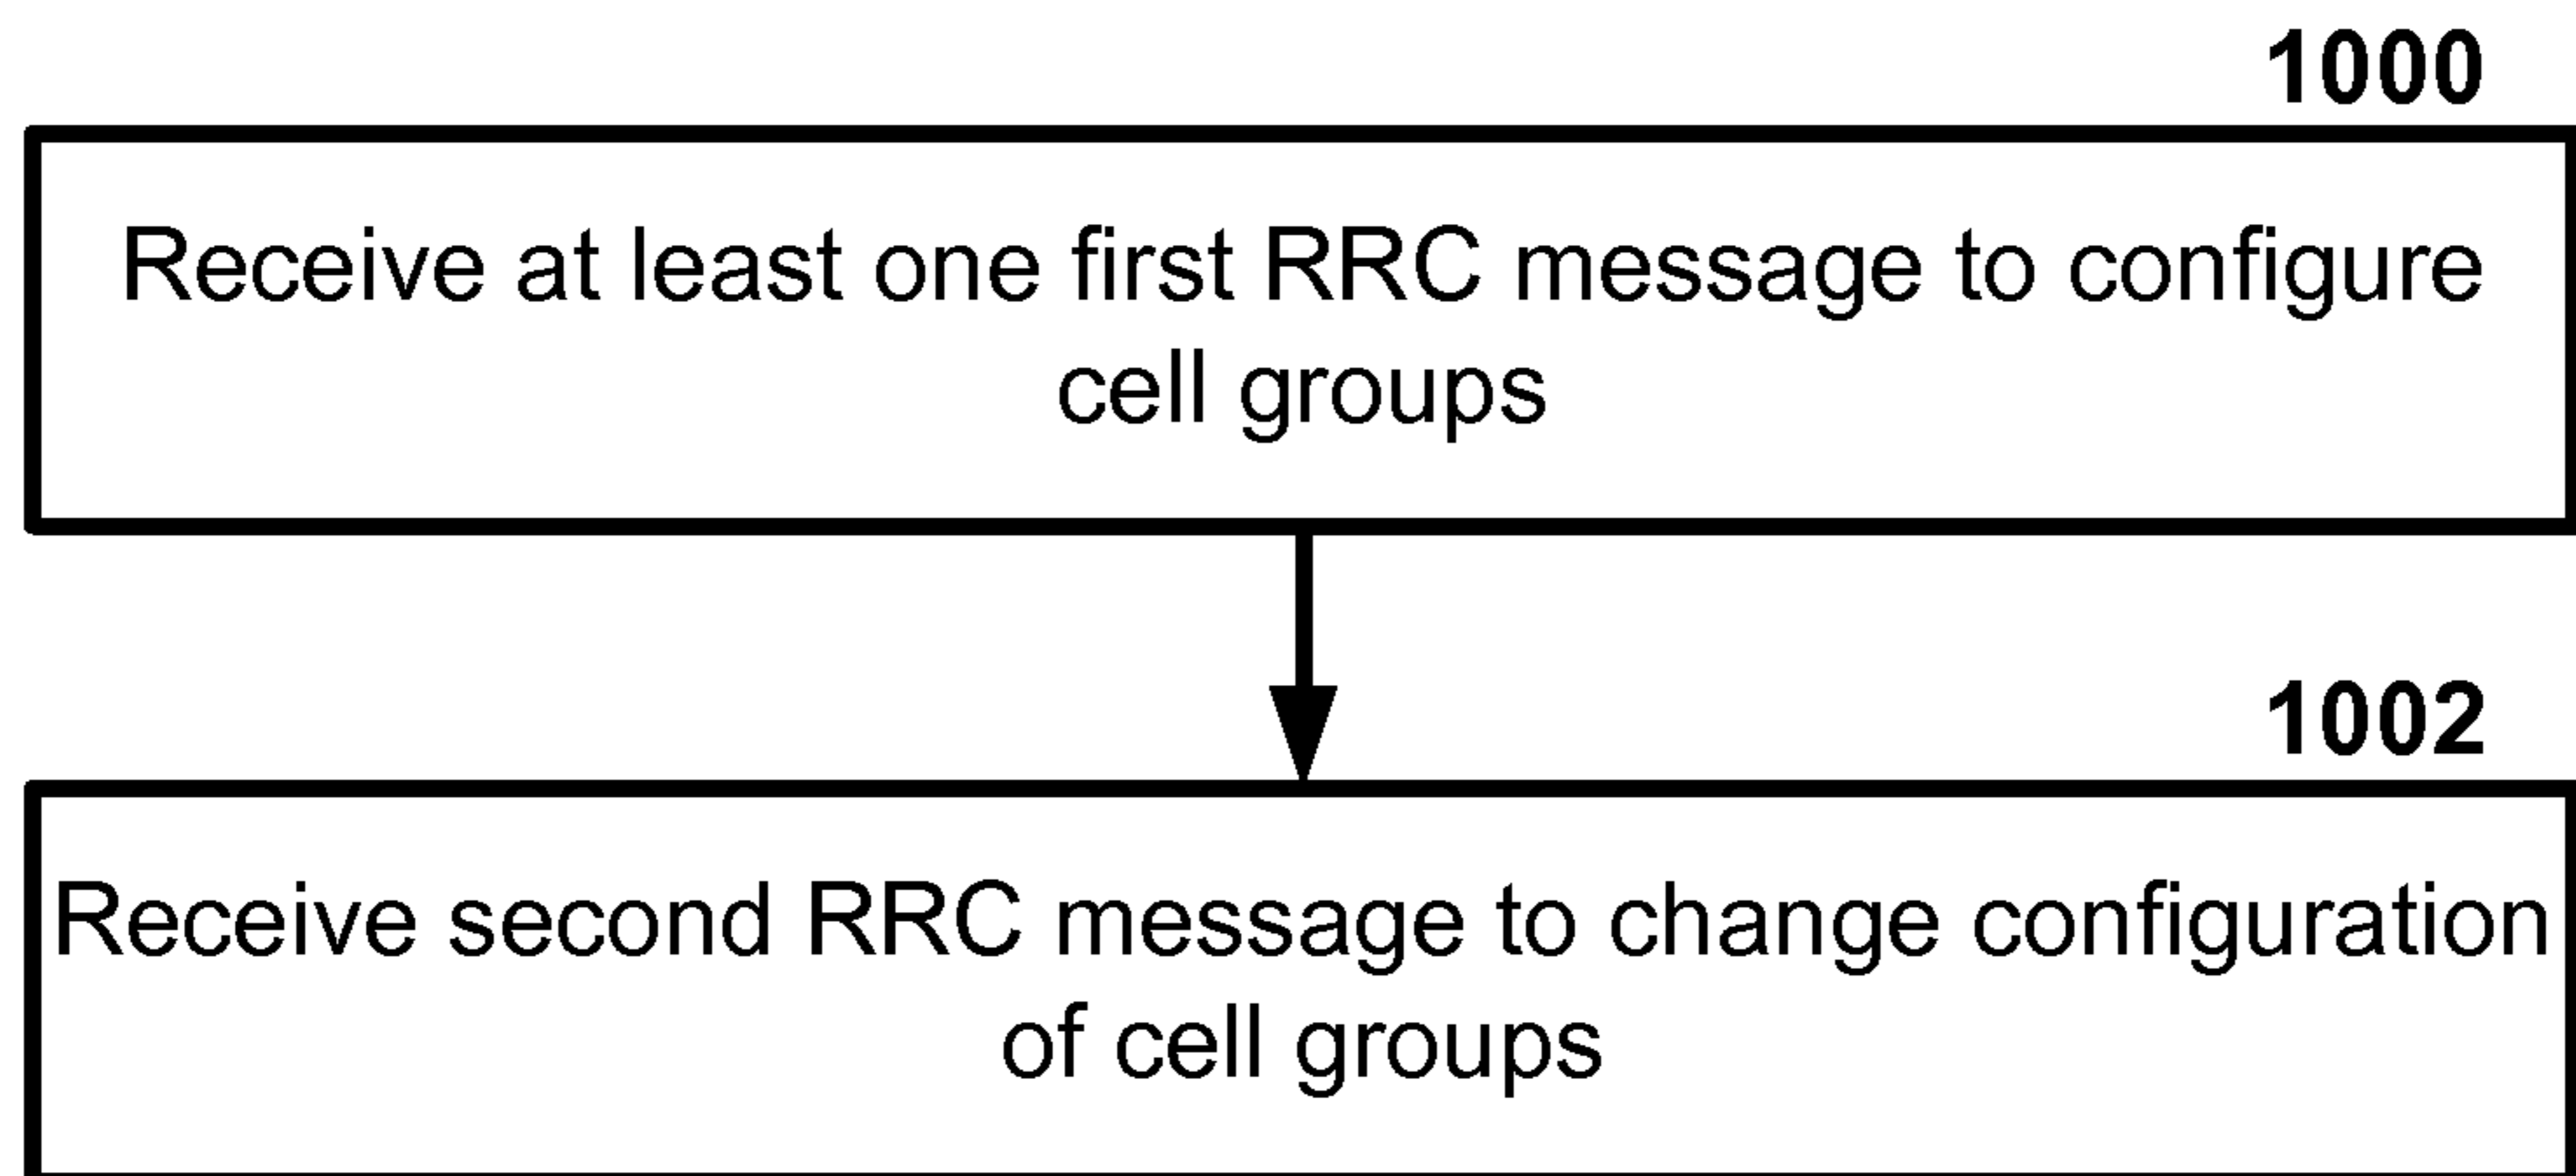 1000
Receive at least one first RRC message to configure
cell groups
1002
Receive second RRC message to change configuration
of cell groups